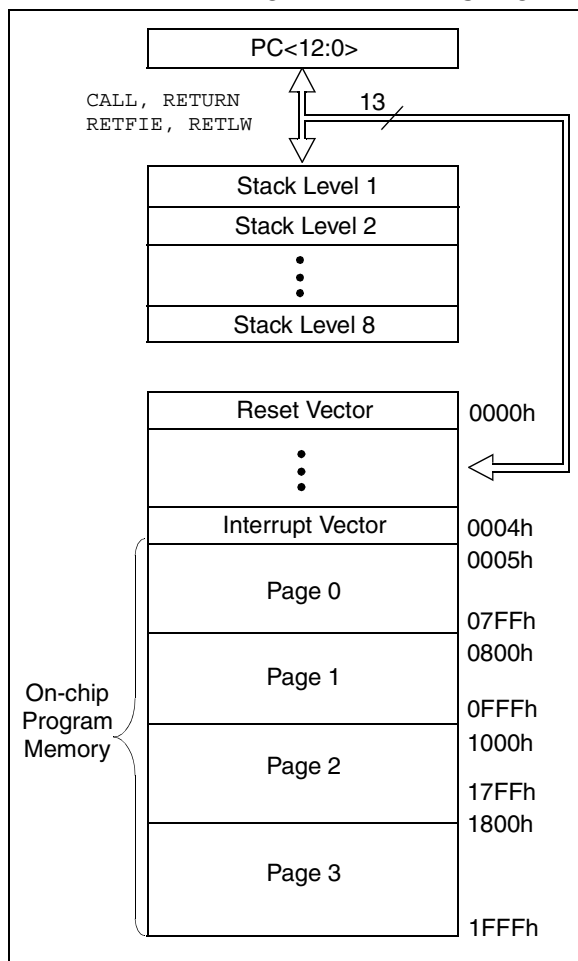 PC<12:0>
CALL, RETURN
RETFIE, RETLW
13
Stack Level 1
Stack Level 2
Stack Level 8
Reset Vector
0000h
Interrupt Vector
0004h
0005h
Page 0
07FFh
0800h
Page 1
0FFFh
1000h
Page 2
17FFh
1800h
Page 3
1FFFh
On-chip
Program
Memory